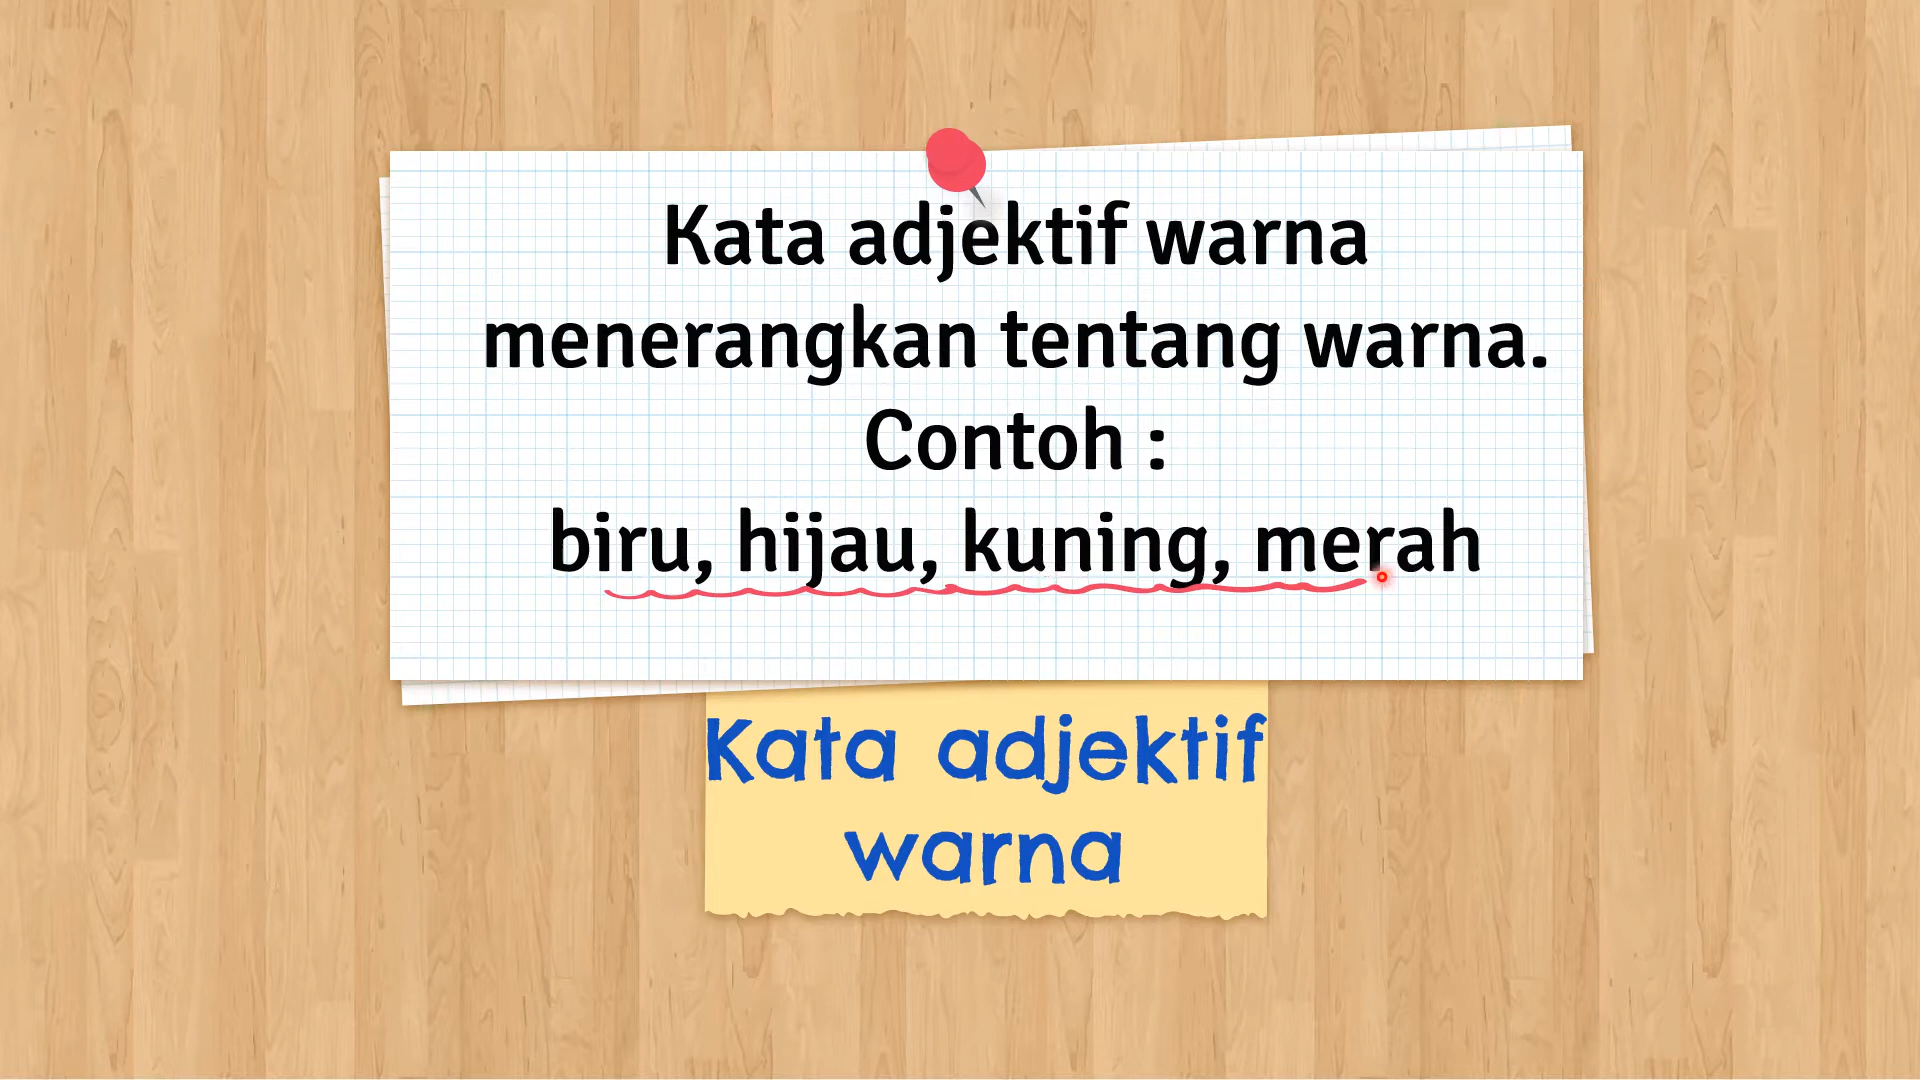 Kata adjektif warna
menerangkan tentang warna.
Contoh :
biru, hijau, kuning, merah
Kata adjektif
warna